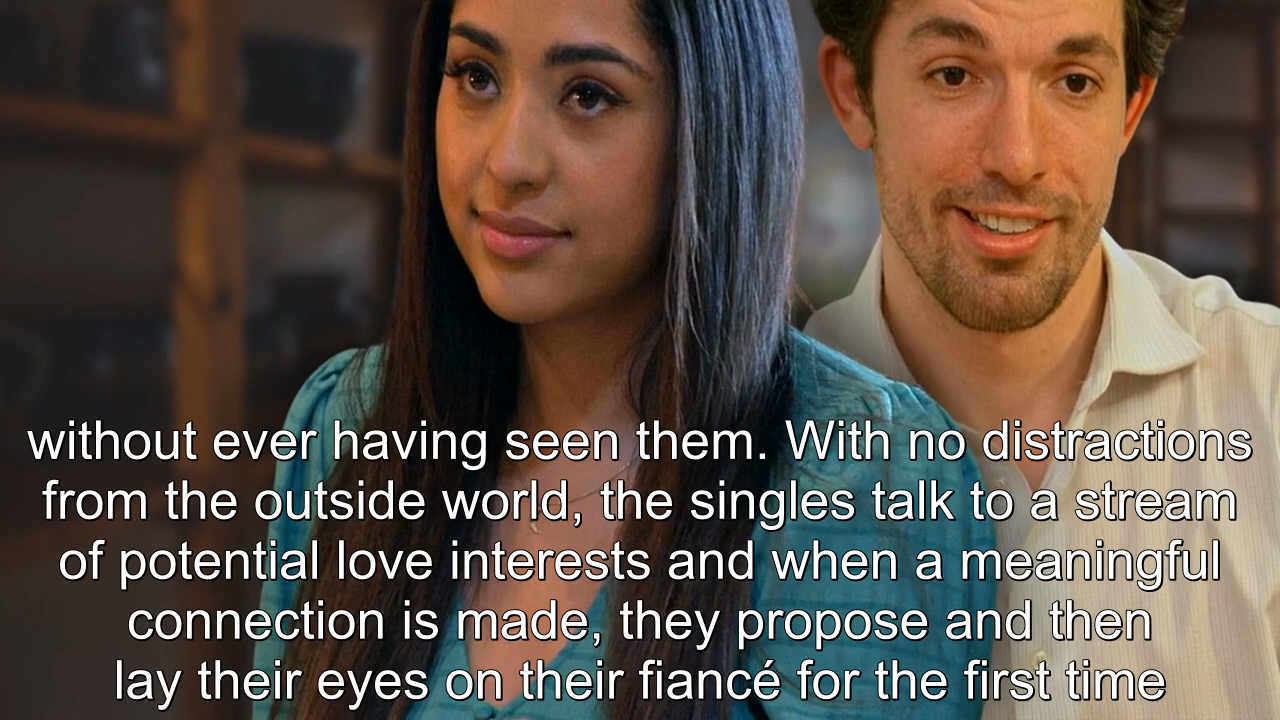 without ever having seen them. With no distractions
from the outside world, the singles talk to a stream
of potential love interests and when a meaningful
connection is made, they propose and then
lay their eyes on their fiancé for the first time